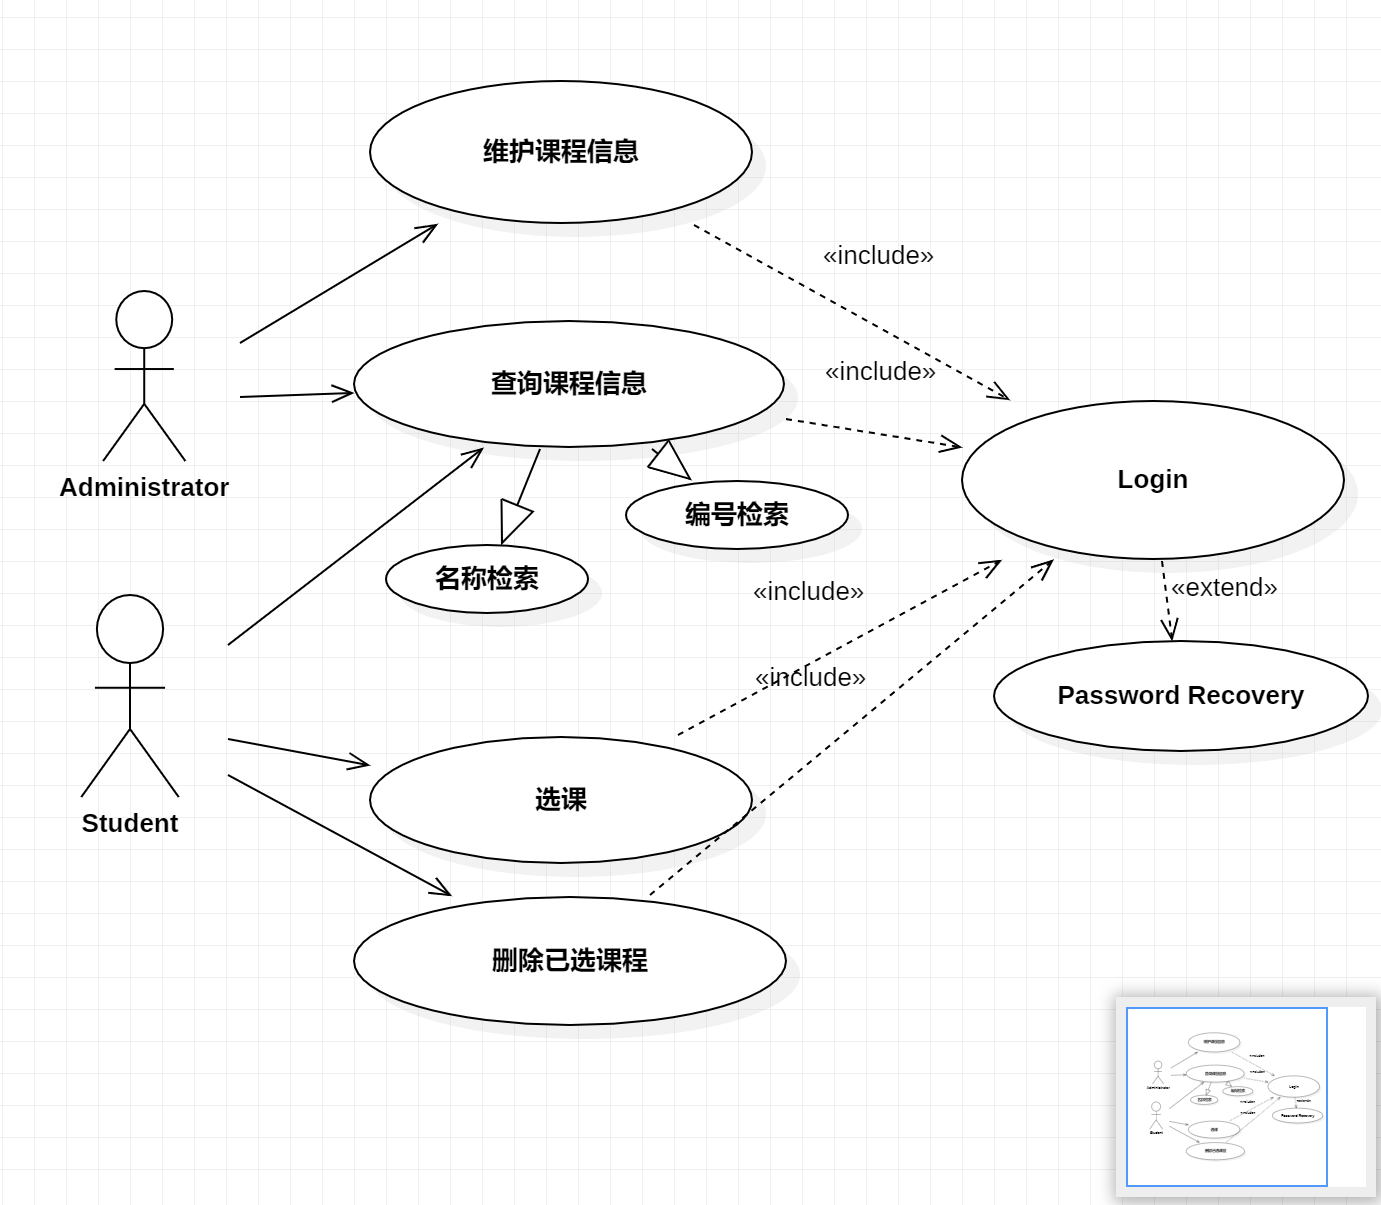 维护课程信息
«include»
查询课程信息
«include»
Administrator
Login
编号检索
名称检索
«include»
«extend»
«include»
Password Recovery
选课
Student
删除已选课程